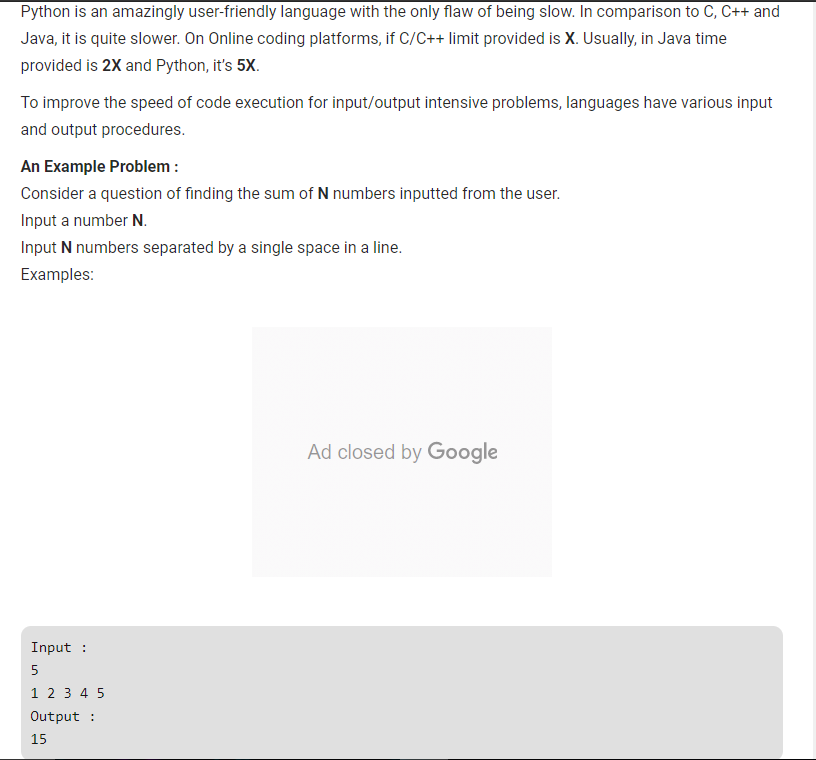 Python is an amazingly user-friendly language with the only flaw of being slow. In comparison to C, C++ and
Java, it is quite slower. On Online coding platforms, if C/C++ limit provided is X. Usually, in Java time
provided is 2X and Python, it’s 5X.
To improve the speed of code execution for input/output intensive problems, languages have various input
and output procedures.
An Example Problem :
Consider a question of finding the sum of N numbers inputted from the user.
Input a number N.
Input N numbers separated by a single space in a line.
Examples:
Ad closed by Google
Input :
5
1 2 3 4 5
Output :
15